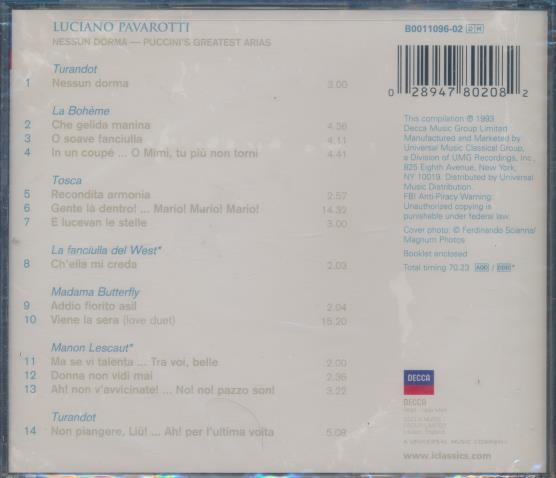 LUCIANO PAVAROTTI
NESSUN DORMA — PUCCINI'S GREATEST ARIAS
Turandot
1 Nessun dorma 3.00
La Bohème
2 Che gelida manina 4.36
3 O soave fanciulla 4.11
4 In un coupé ... O Mimì, tu più non torni 4.41
Tosca
5 Recondita armonia 2.57
6 Gente là dentro! ... Mario! Mario! Mario! 14.32
7 E lucevan le stelle 3.00
La fanciulla del West*
8 Ch'ella mi creda 2.03
Madama Butterfly
9 Addio fiorito asil 2.04
10 Viene la sera (love duet) 15.20
Manon Lescaut*
11 Ma se vi talenta ... Tra voi, belle 2.00
12 Donna non vidi mai 2.36
13 Ah! non v'avvicinate! ... No! no! pazzo son! 3.22
Turandot
14 Non piangere, Liù! ... Ah! per l'ultima volta 5.08
B0011096-02
0 28947 80208 2
This compilation ℗ 1993
Decca Music Group Limited
Manufactured and Marketed by
Universal Music Classical Group,
a Division of UMG Recordings, Inc.,
825 Eighth Avenue, New York,
NY 10019. Distributed by Universal
Music Distribution.
FBI Anti-Piracy Warning:
Unauthorized copying is
punishable under federal law.
Cover photo: © Ferdinando Scianna/
Magnum Photos
Booklet enclosed
Total timing 70.23 ADD / DDD*
DECCA
DECCA MUSIC
GROUP LIMITED
A UNIVERSAL MUSIC COMPANY
www.iclassics.com